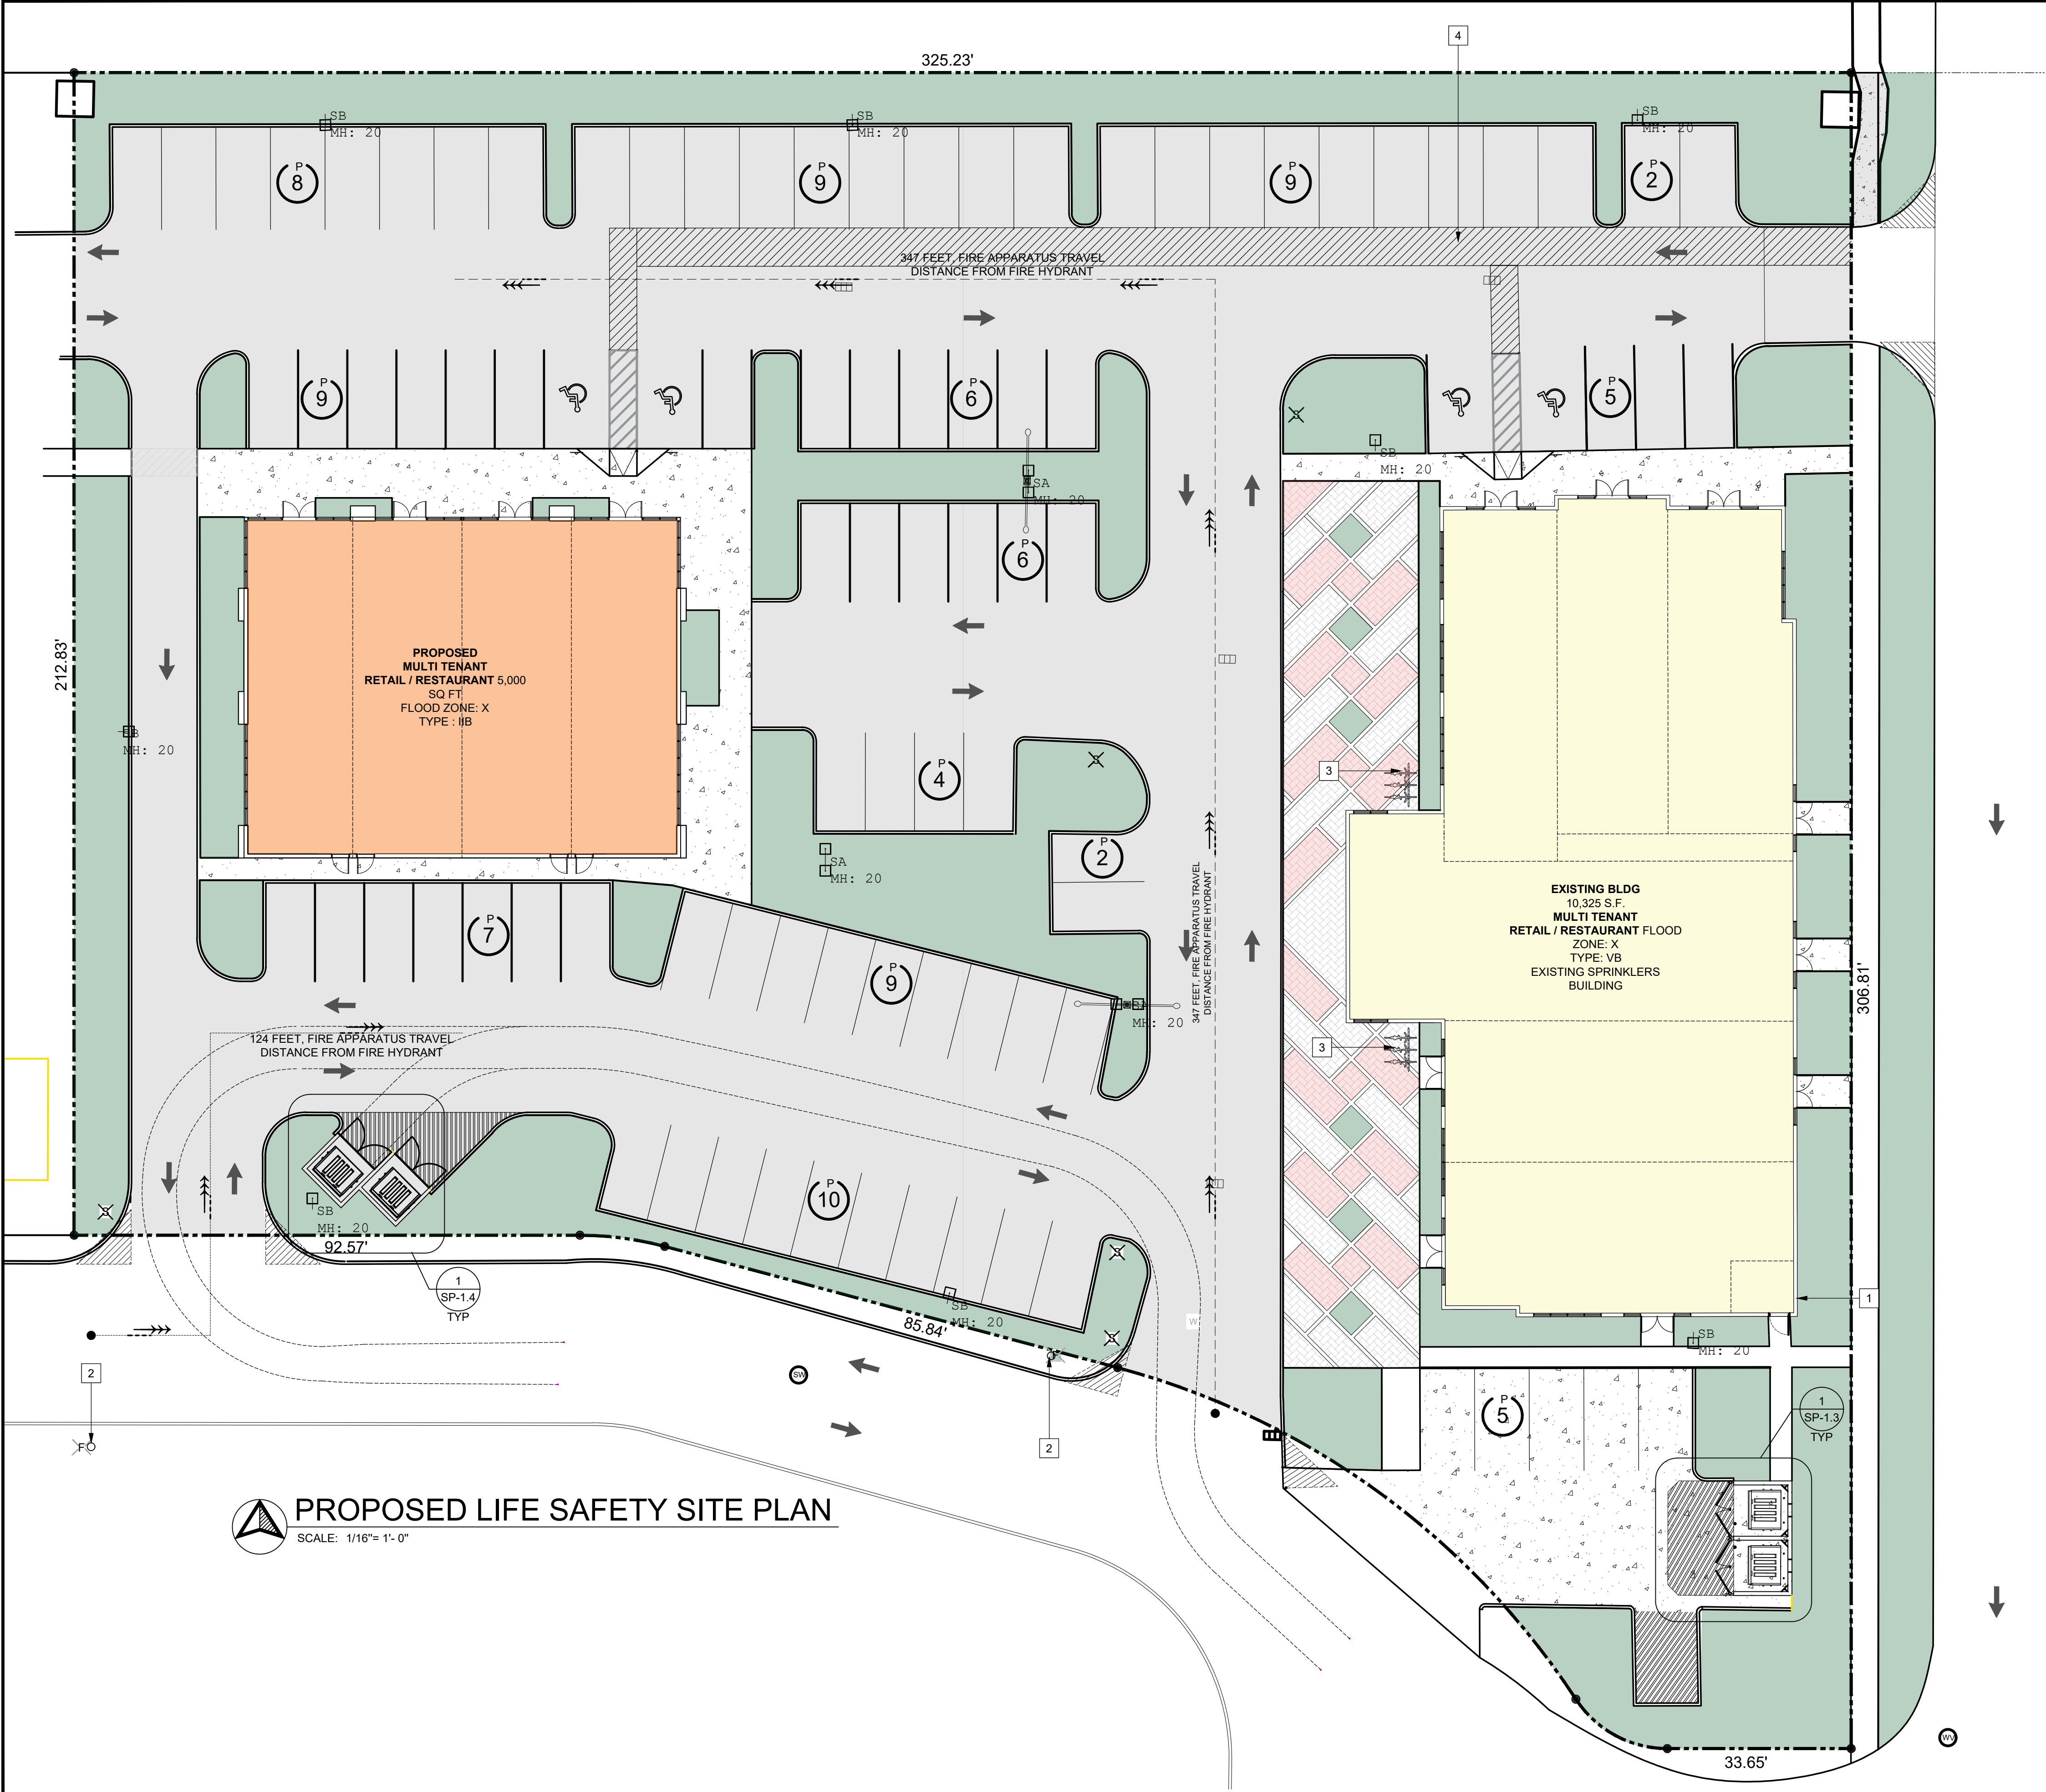 4
325.23'
SB
MH: 20
SB
MH: 20
SB
MH: 20
P
8
P
9
P
9
P
2
347 FEET, FIRE APPARATUS TRAVEL
DISTANCE FROM FIRE HYDRANT
P
9
P
6
P
5
SB
MH: 20
SA
MH: 20
P
6
212.83'
PROPOSED
MULTI TENANT
RETAIL / RESTAURANT 5,000
SQ FT
FLOOD ZONE: X
TYPE : IIB
SB
MH: 20
P
4
3
SA
MH: 20
P
2
347 FEET, FIRE APPARATUS TRAVEL
DISTANCE FROM FIRE HYDRANT
EXISTING BLDG
10,325 S.F.
MULTI TENANT
RETAIL / RESTAURANT FLOOD
ZONE: X
TYPE: VB
EXISTING SPRINKLERS
BUILDING
P
7
P
9
SA
MH: 20
306.81'
124 FEET, FIRE APPARATUS TRAVEL
DISTANCE FROM FIRE HYDRANT
3
P
10
SB
MH: 20
92.57'
1
SP-1.4
TYP
SB
MH: 20
85.84'
W
1
SB
MH: 20
2
SW
P
5
1
SP-1.3
TYP
F
2
PROPOSED LIFE SAFETY SITE PLAN
SCALE: 1/16"= 1'- 0"
WV
33.65'